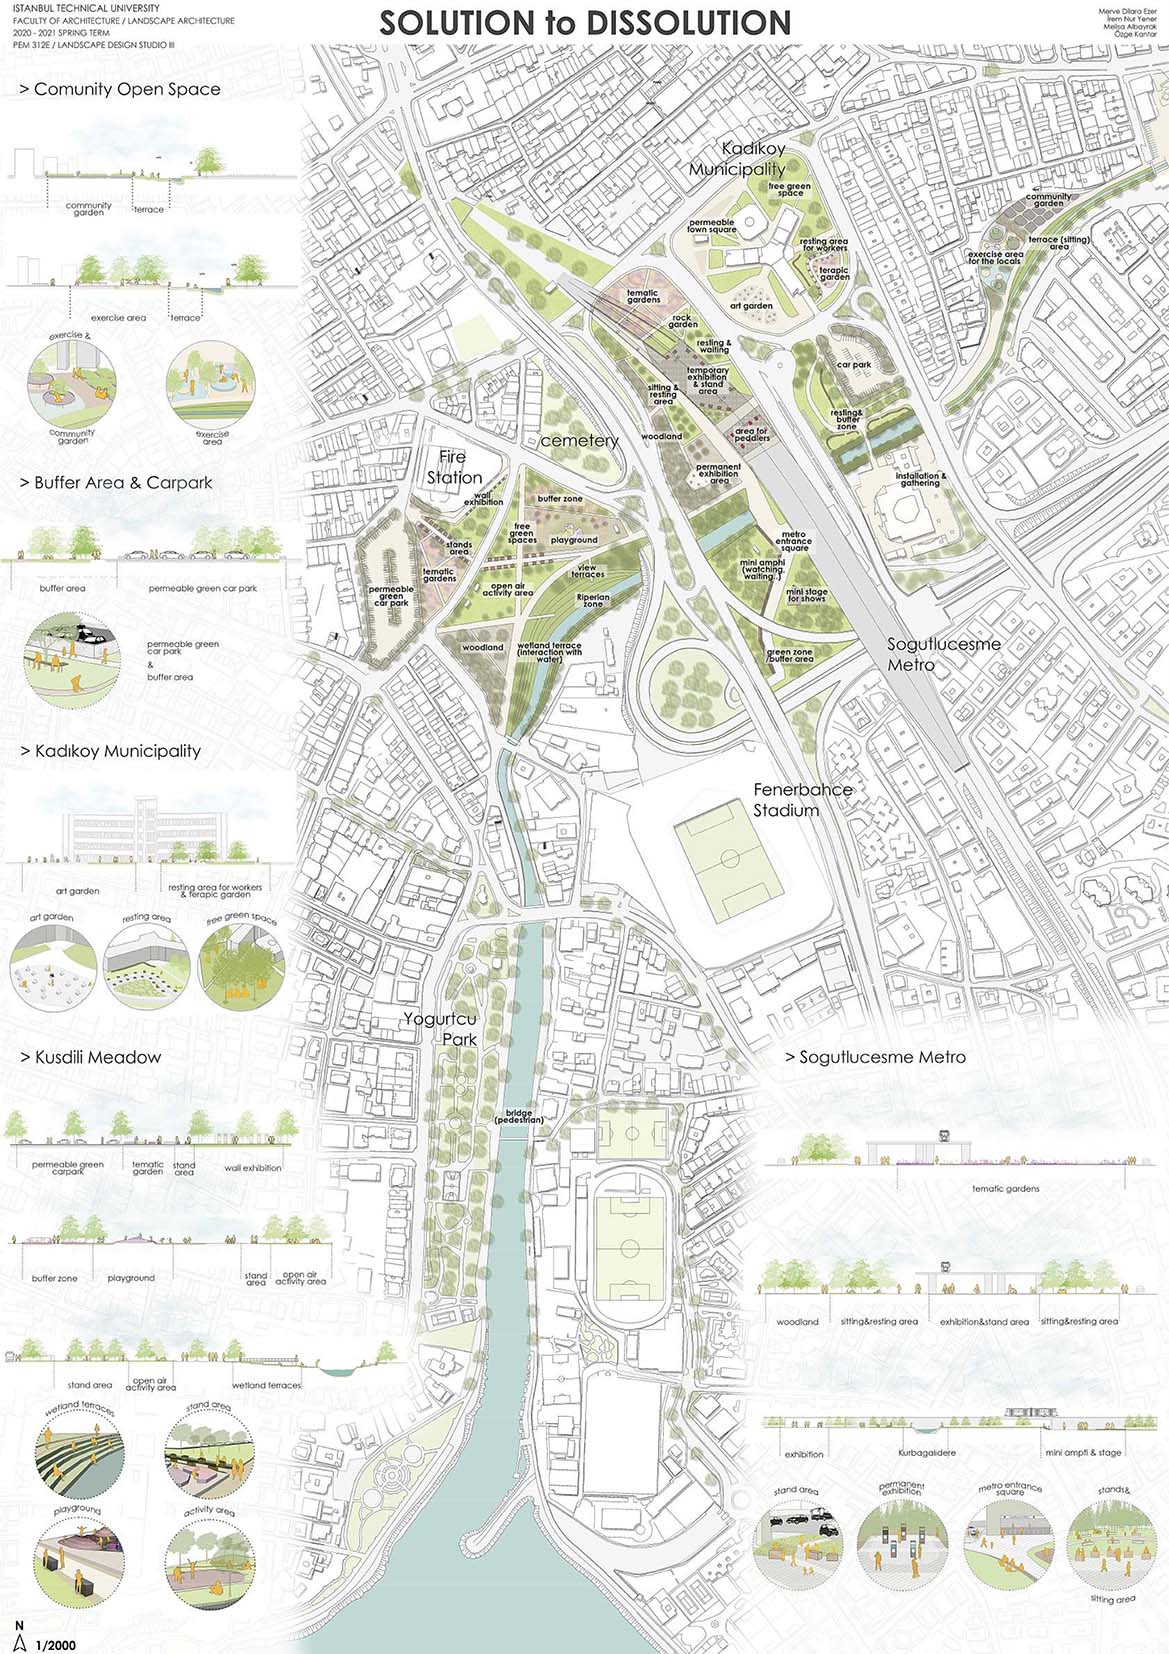 ISTANBUL TECHNICAL UNIVERSITY
FACULTY OF ARCHITECTURE / LANDSCAPE ARCHITECTURE
2020 - 2021 SPRING TERM
PEM 312E / LANDSCAPE DESIGN STUDIO III
SOLUTION to DISSOLUTION
Merve Dilara Ezer
İrem Nur Yener
Melisa Albayrak
Özge Kantar
> Comunity Open Space
community
garden
terrace
exercise area
terrace
exercise &
community
garden
exercise
area
> Buffer Area & Carpark
buffer area
permeable green car park
permeable green
car park
&
buffer area
> Kadıkoy Municipality
art garden
resting area for workers
& terapic garden
art garden
resting area
free green space
> Kusdili Meadow
permeable green
carpark
tematic
garden
stand
area
wall exhibition
buffer zone
playground
stand
area
open air
activity area
stand area
open air
activity area
wetland terraces
wetland terraces
stand area
playground
activity area
N
1/2000
Kadıkoy
Municipality
free green
space
permeable
town square
resting area
for workers
terapic
garden
art garden
community
garden
terrace (sitting)
area
exercise area
for the locals
tematic
gardens
rock
garden
resting &
waiting
temporary
exhibition
& stand
area
sitting &
resting
area
car park
resting&
buffer
zone
area for
peddlers
woodland
cemetery
permanent
exhibition
area
installation &
gathering
Fire
Station
wall
exhibition
buffer zone
free
green
spaces
playground
stands
area
tematic
gardens
view
terraces
open air
activity area
permeable
green
car park
Riperian
zone
woodland
wetland terrace
(interaction with
water)
metro
entrance
square
mini amphi
(watching,
waiting..)
mini stage
for shows
green zone
/buffer area
Sogutlucesme
Metro
Fenerbahce
Stadium
Yogurtcu
Park
bridge
(pedestrian)
> Sogutlucesme Metro
tematic gardens
woodland
sitting&resting area
exhibition&stand area
sitting&resting area
exhibition
Kurbagalıdere
mini ampfi & stage
stand area
permanent
exhibition
metro entrance
square
stands&
sitting area